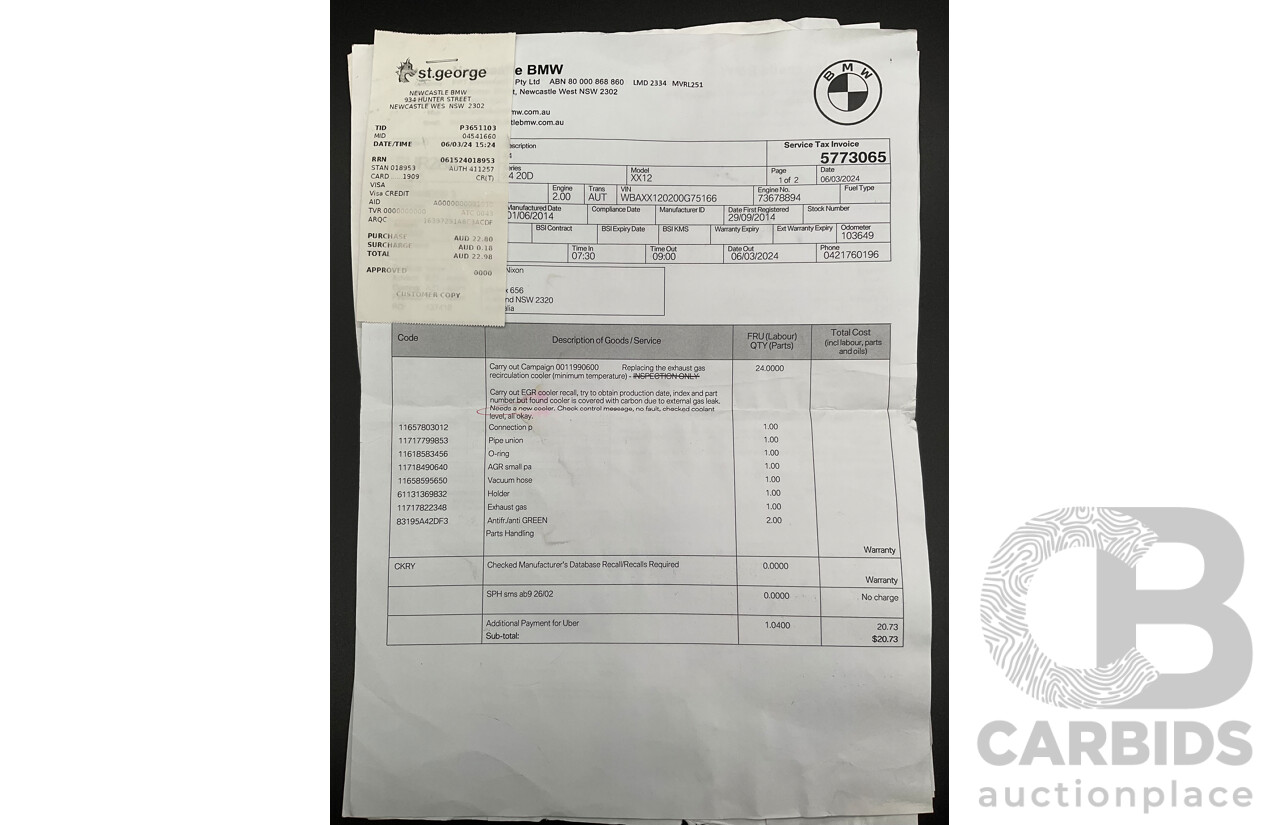 st.george
NEWCASTLE BMW
934 HUNTER STREET
NEWCASTLE WES NSW 2302
TID P3651103
MID 04541660
DATE/TIME 06/03/24 15:24
RRN 061524018953
STAN 018953 AUTH 411257
CARD 1909 CR(T)
VISA
Visa CREDIT
AID
TVR
ARQC
PURCHASE AUD 22.80
SURCHARGE AUD 0.18
TOTAL AUD 22.98
APPROVED 0000
CUSTOMER COPY
e BMW
Pty Ltd ABN 80 000 868 860 LMD 2334 MVRL251
t, Newcastle West NSW 2302
mw.com.au
tlebmw.com.au
BMW
escription
4
Service Tax Invoice
5773065
eries
4 20D
Model
XX12
Page
1 of 2
Date
06/03/2024
Engine
2.00
Trans
AUT
VIN
WBAXX120200G75166
Engine No.
73678894
Fuel Type
Manufactured Date
01/06/2014
Compliance Date
Manufacturer ID
Date First Registered
29/09/2014
Stock Number
BSI Contract
BSI Expiry Date
BSI KMS
Warranty Expiry
Ext Warranty Expiry
Odometer
103649
Time In
07:30
Time Out
09:00
Date Out
06/03/2024
Phone
0421760196
Nixon
x 656
nd NSW 2320
alia
Code
Description of Goods / Service
FRU (Labour)
QTY (Parts)
Total Cost
(incl labour, parts
and oils)
Carry out Campaign 0011990600 Replacing the exhaust gas 24.0000
recirculation cooler (minimum temperature) - INSPECTION ONLY
Carry out EGR cooler recall, try to obtain production date, index and part
number but found cooler is covered with carbon due to external gas leak.
Needs a new cooler. Check control message, no fault, checked coolant
level, all okay.
11657803012 Connection p 1.00
11717799853 Pipe union 1.00
11618583456 O-ring 1.00
11718490640 AGR small pa 1.00
11658595650 Vacuum hose 1.00
61131369832 Holder 1.00
11717822348 Exhaust gas 1.00
83195A42DF3 Antifr./anti GREEN 2.00
Parts Handling
Warranty
CKRY Checked Manufacturer's Database Recall/Recalls Required 0.0000
Warranty
SPH sms ab9 26/02 0.0000 No charge
Additional Payment for Uber 1.0400 20.73
Sub-total: $20.73
CB
CARBIDS
auctionplace